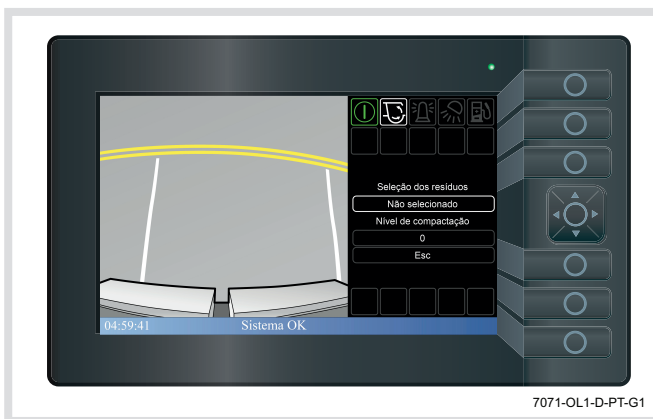 Seleção dos resíduos
Não selecionado
Nível de compactação
0
Esc
04:59:41 Sistema OK
7071-OL1-D-PT-G1